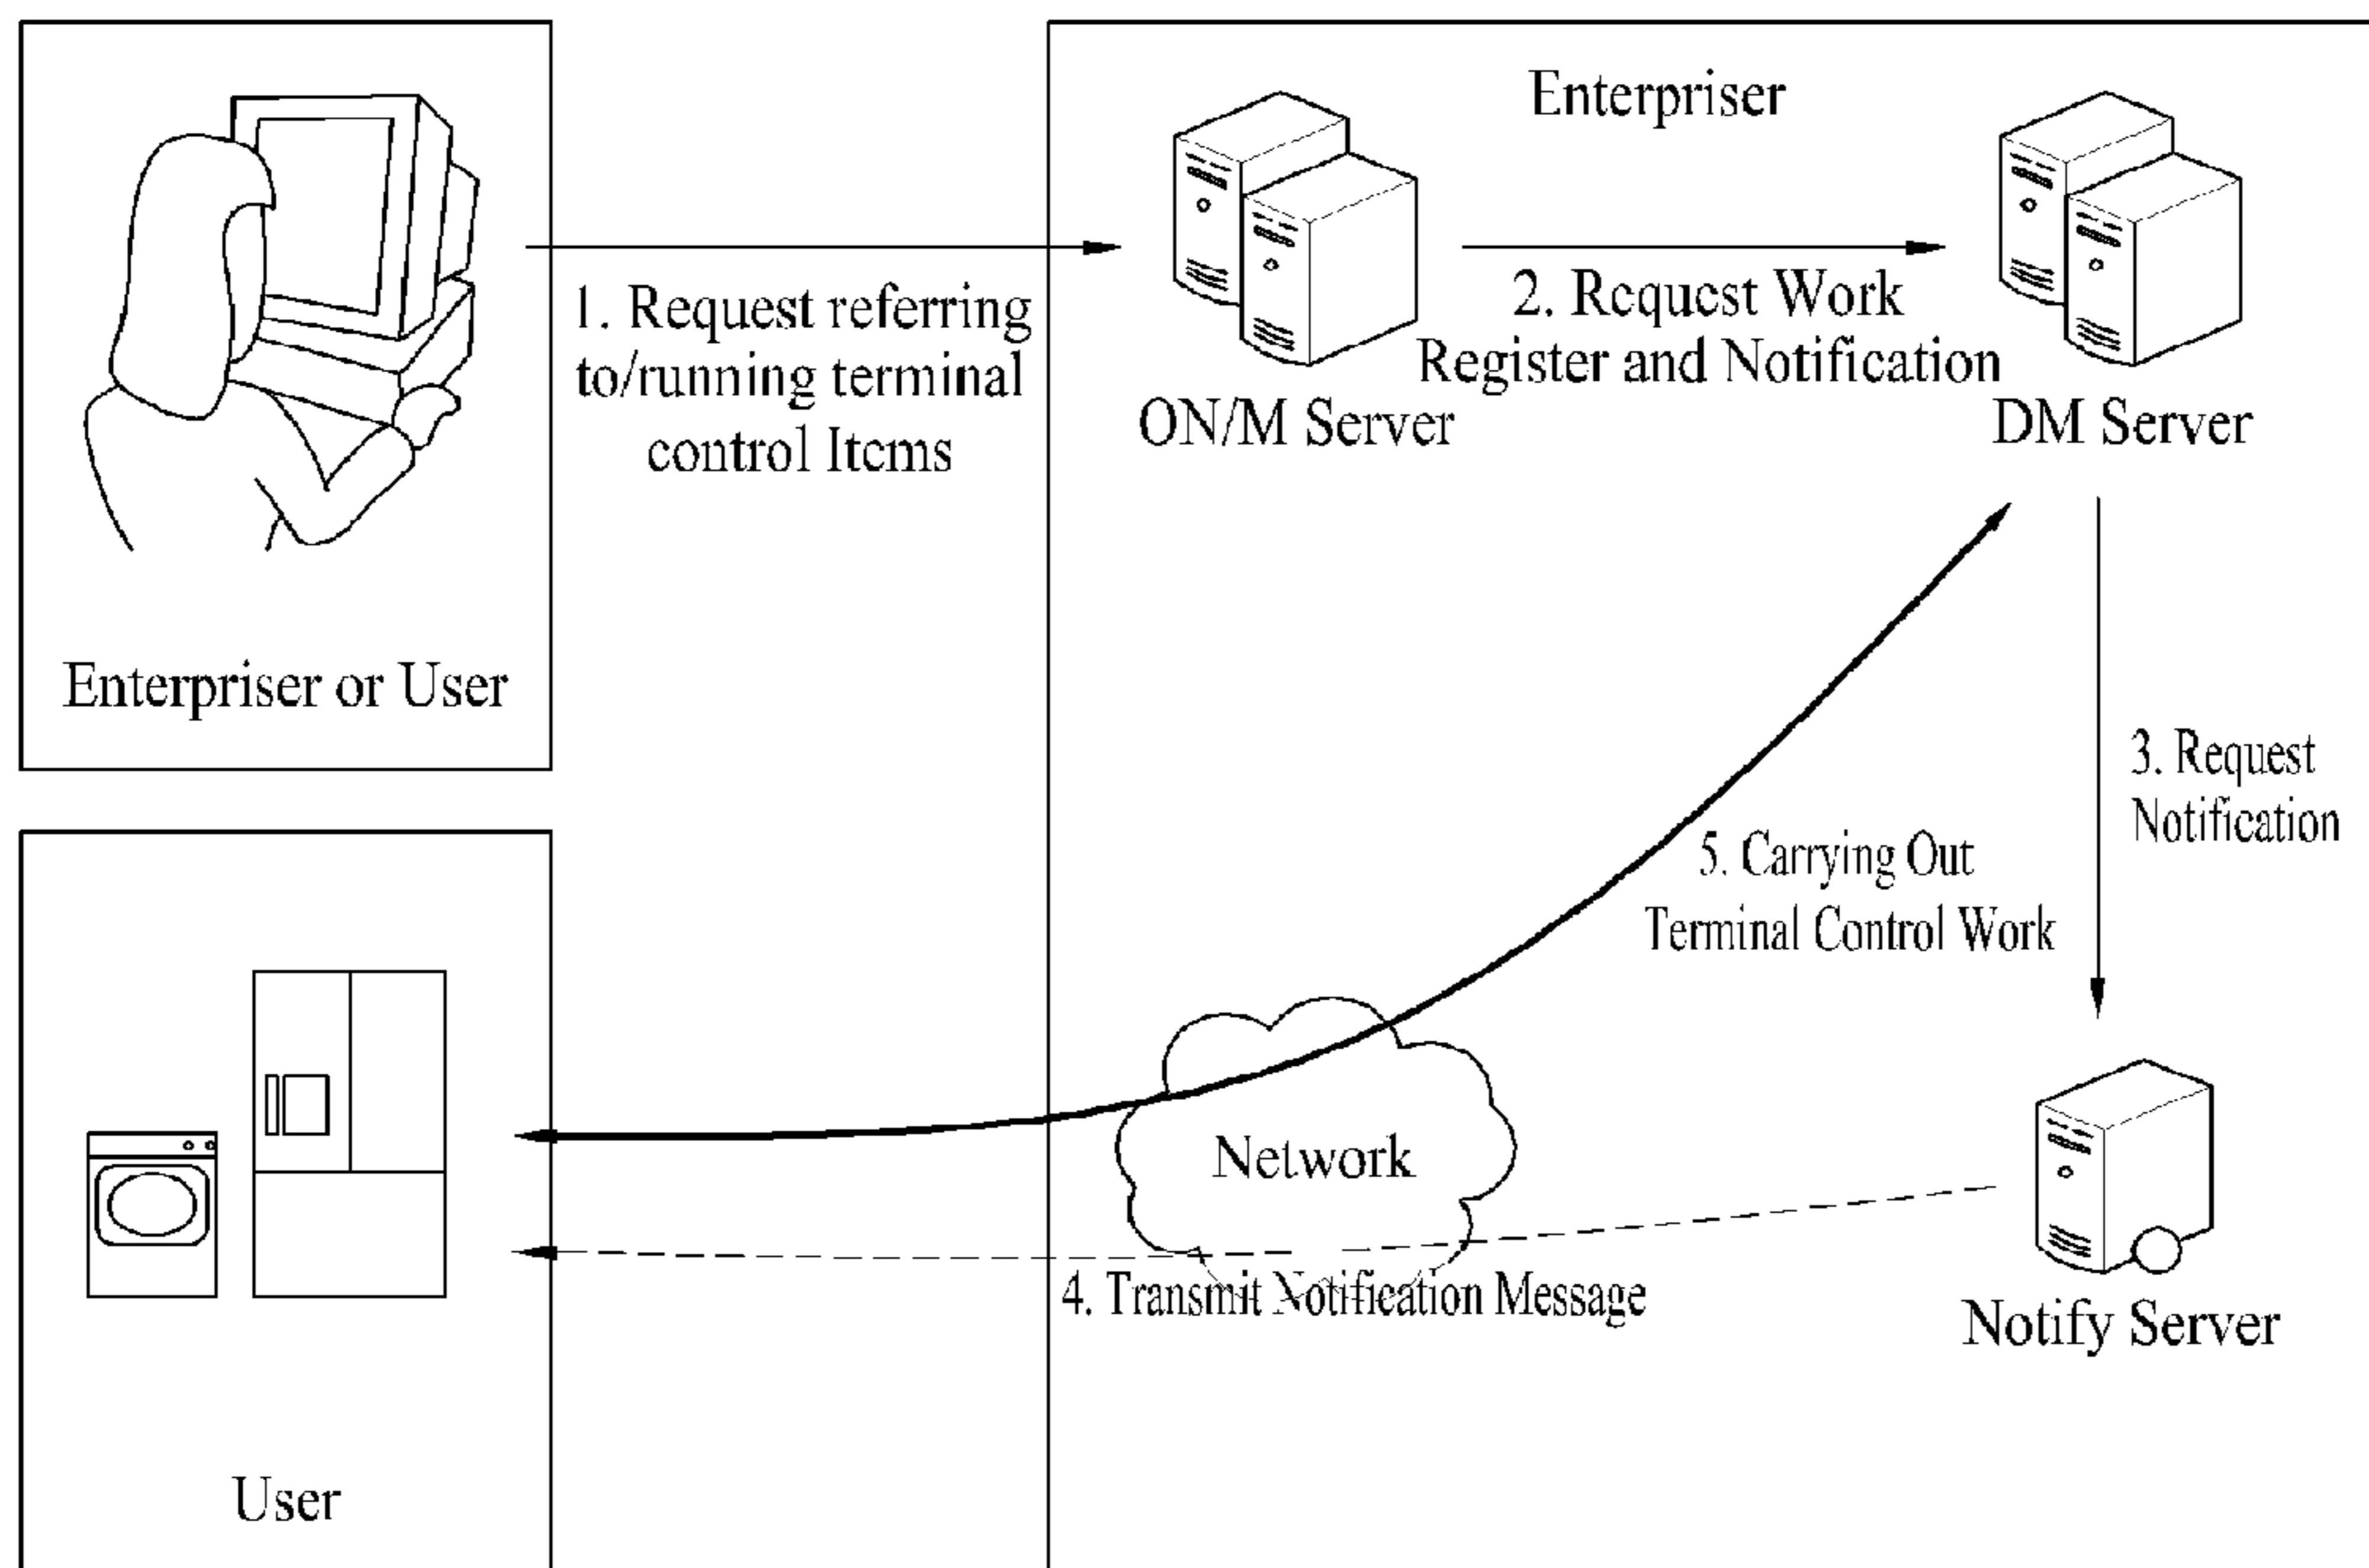 Enterpriser
1. Request referring
to/running terminal
control Items
2. Request Work
Register and Notification
ON/M Server
DM Server
Enterpriser or User
3. Request
Notification
5. Carrying Out
Terminal Control Work
Network
4. Transmit Notification Message
Notify Server
User